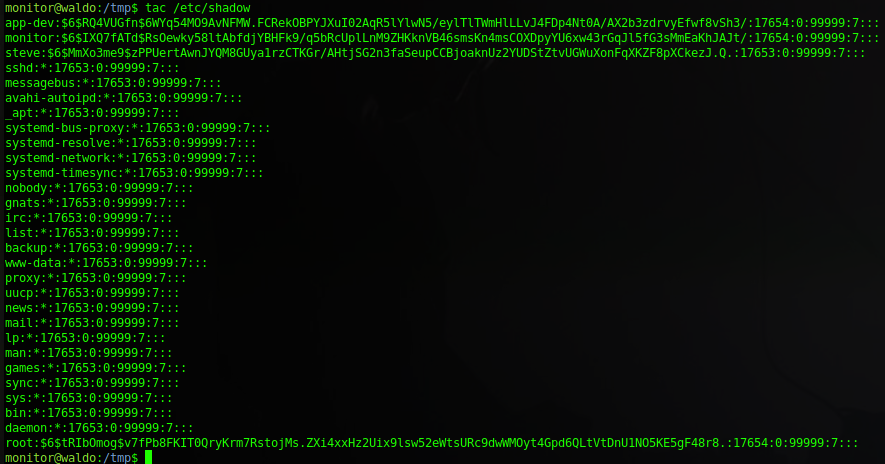 monitor@waldo:/tmp$ tac /etc/shadow
app-dev:$6$RQ4VUGfn$6WYq54MO9AvNFMW.FCRekOBPYJXuI02AqR5lYlwN5/eylTlTWmHlLLvJ4FDp4Nt0A/AX2b3zdrvyEfwf8vSh3/:17654:0:99999:7:::
monitor:$6$IXQ7fATd$RsOewky58ltAbfdjYBHFk9/q5bRcUplLnM9ZHKknVB46smsKn4msCOXDpyYU6xw43rGqJl5fG3sMmEaKhJAJt/:17654:0:99999:7:::
steve:$6$MmXo3me9$zPPUertAwnJYQM8GUya1rzCTKGr/AHtjSG2n3faSeupCCBjoaknUz2YUDStZtvUGWuXonFqXKZF8pXCkezJ.Q.:17653:0:99999:7:::
sshd:*:17653:0:99999:7:::
messagebus:*:17653:0:99999:7:::
avahi-autoipd:*:17653:0:99999:7:::
_apt:*:17653:0:99999:7:::
systemd-bus-proxy:*:17653:0:99999:7:::
systemd-resolve:*:17653:0:99999:7:::
systemd-network:*:17653:0:99999:7:::
systemd-timesync:*:17653:0:99999:7:::
nobody:*:17653:0:99999:7:::
gnats:*:17653:0:99999:7:::
irc:*:17653:0:99999:7:::
list:*:17653:0:99999:7:::
backup:*:17653:0:99999:7:::
www-data:*:17653:0:99999:7:::
proxy:*:17653:0:99999:7:::
uucp:*:17653:0:99999:7:::
news:*:17653:0:99999:7:::
mail:*:17653:0:99999:7:::
lp:*:17653:0:99999:7:::
man:*:17653:0:99999:7:::
games:*:17653:0:99999:7:::
sync:*:17653:0:99999:7:::
sys:*:17653:0:99999:7:::
bin:*:17653:0:99999:7:::
daemon:*:17653:0:99999:7:::
root:$6$tRIbOmog$v7fPb8FKIT0QryKrm7RstojMs.ZXi4xxHz2Uix9lsw52eWtsURc9dwWMOyt4Gpd6QLtVtDnU1NO5KE5gF48r8.:17654:0:99999:7:::
monitor@waldo:/tmp$